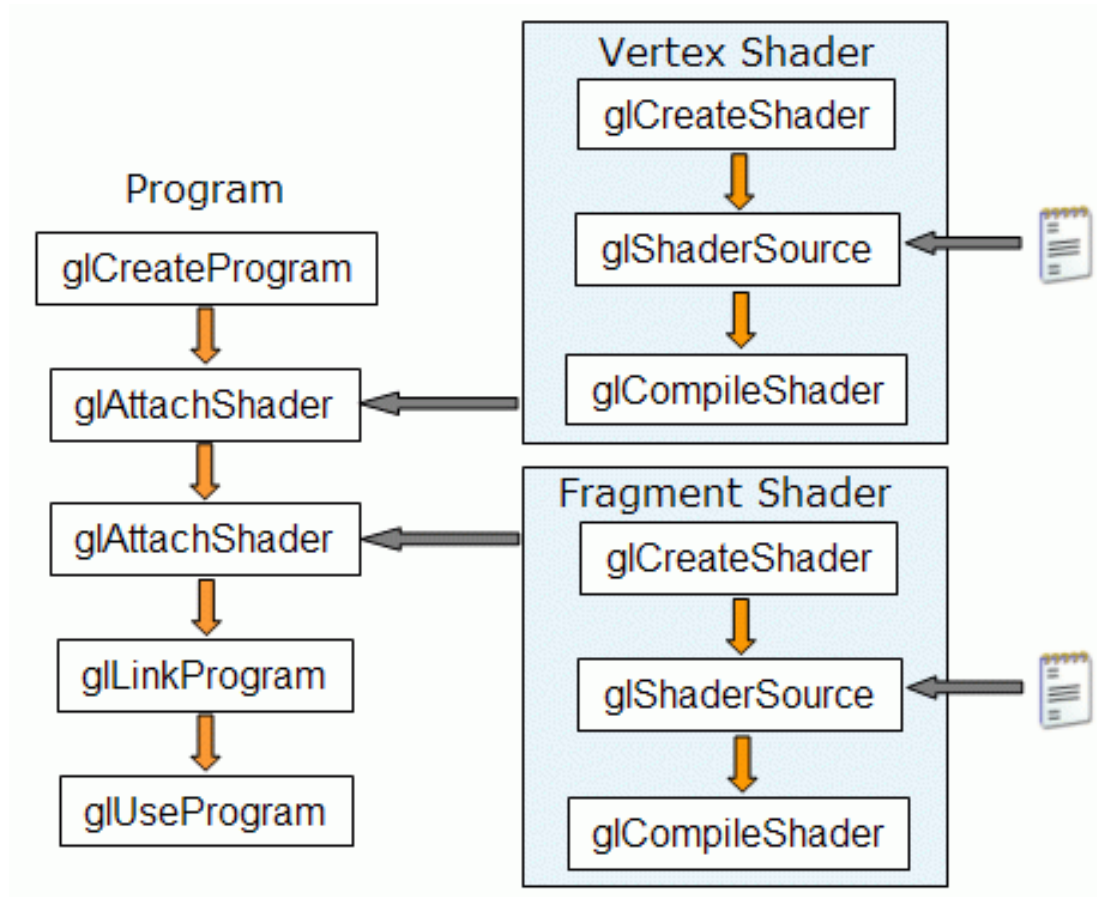 Program
glCreateProgram
glAttachShader
glAttachShader
glLinkProgram
glUseProgram
Vertex Shader
glCreateShader
glShaderSource
glCompileShader
Fragment Shader
glCreateShader
glShaderSource
glCompileShader